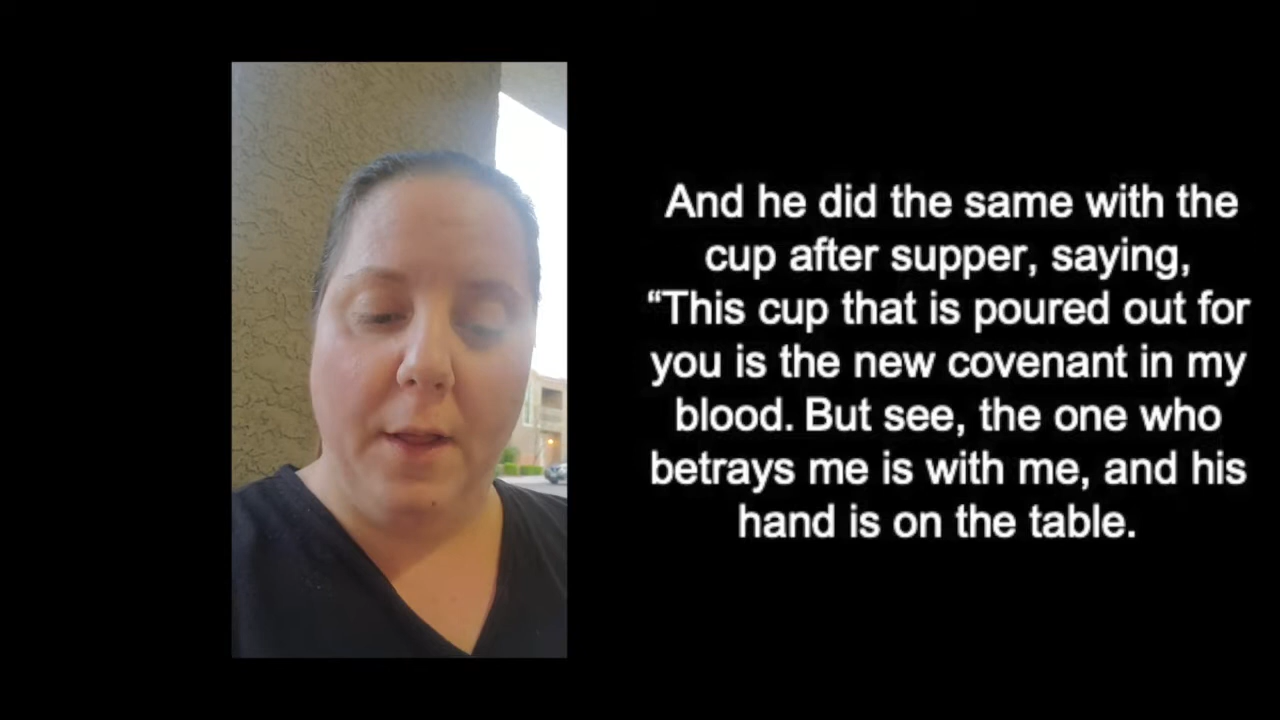 And he did the same with the
cup after supper, saying,
“This cup that is poured out for
you is the new covenant in my
blood. But see, the one who
betrays me is with me, and his
hand is on the table.